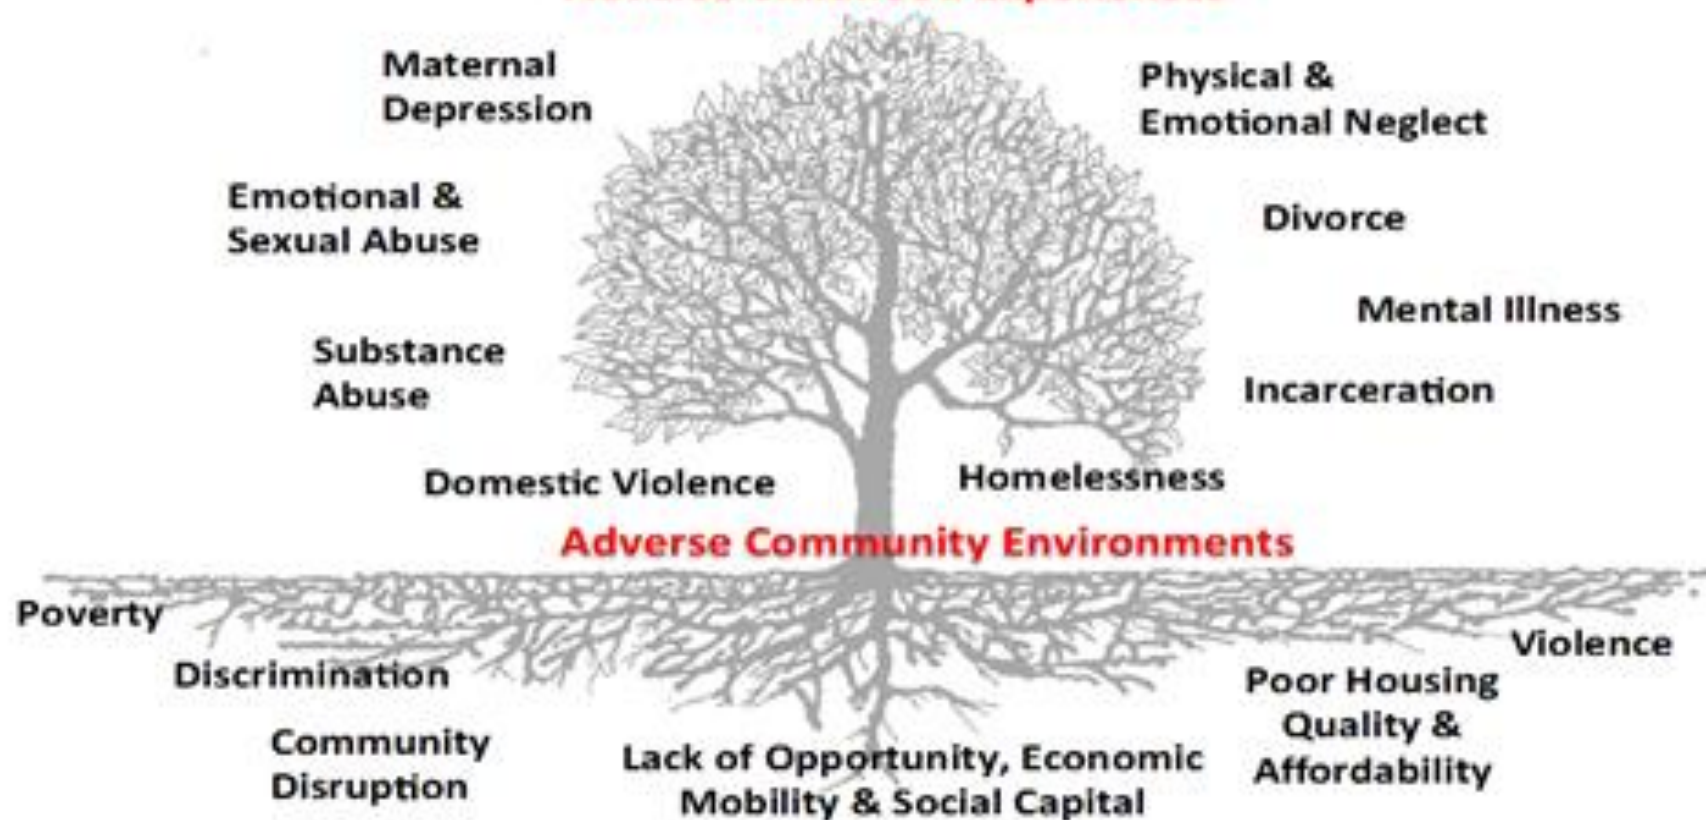 Maternal
Depression
Physical &
Emotional Neglect
Emotional &
Sexual Abuse
Divorce
Mental Illness
Substance
Abuse
Incarceration
Domestic Violence
Homelessness
Adverse Community Environments
Poverty
Violence
Discrimination
Poor Housing
Quality &
Affordability
Community
Disruption
Lack of Opportunity, Economic
Mobility & Social Capital